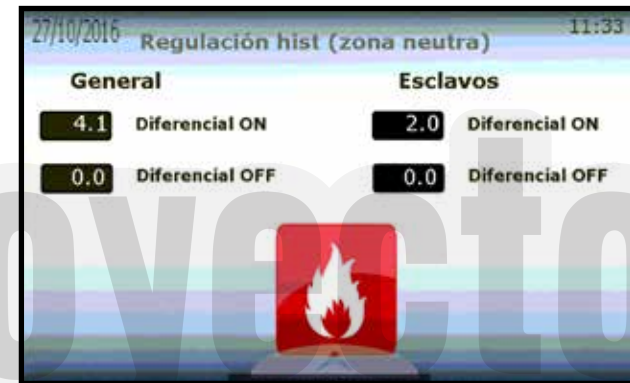 27/10/2016
11:33
Regulación hist (zona neutra)
General
Esclavos
4.1 Diferencial ON
2.0 Diferencial ON
0.0 Diferencial OFF
0.0 Diferencial OFF